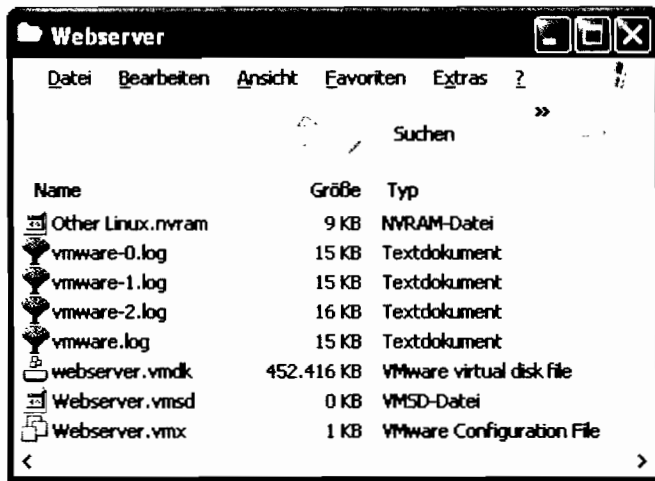 Webserver
Datei Bearbeiten Ansicht Favoriten Extras ?
Suchen »
Name Größe Typ
Other Linux.nvram 9 KB NVRAM-Datei
vmware-0.log 15 KB Textdokument
vmware-1.log 15 KB Textdokument
vmware-2.log 16 KB Textdokument
vmware.log 15 KB Textdokument
webserver.vmdk 452.416 KB VMware virtual disk file
Webserver.vmsd 0 KB VMSD-Datei
Webserver.vmx 1 KB VMware Configuration File